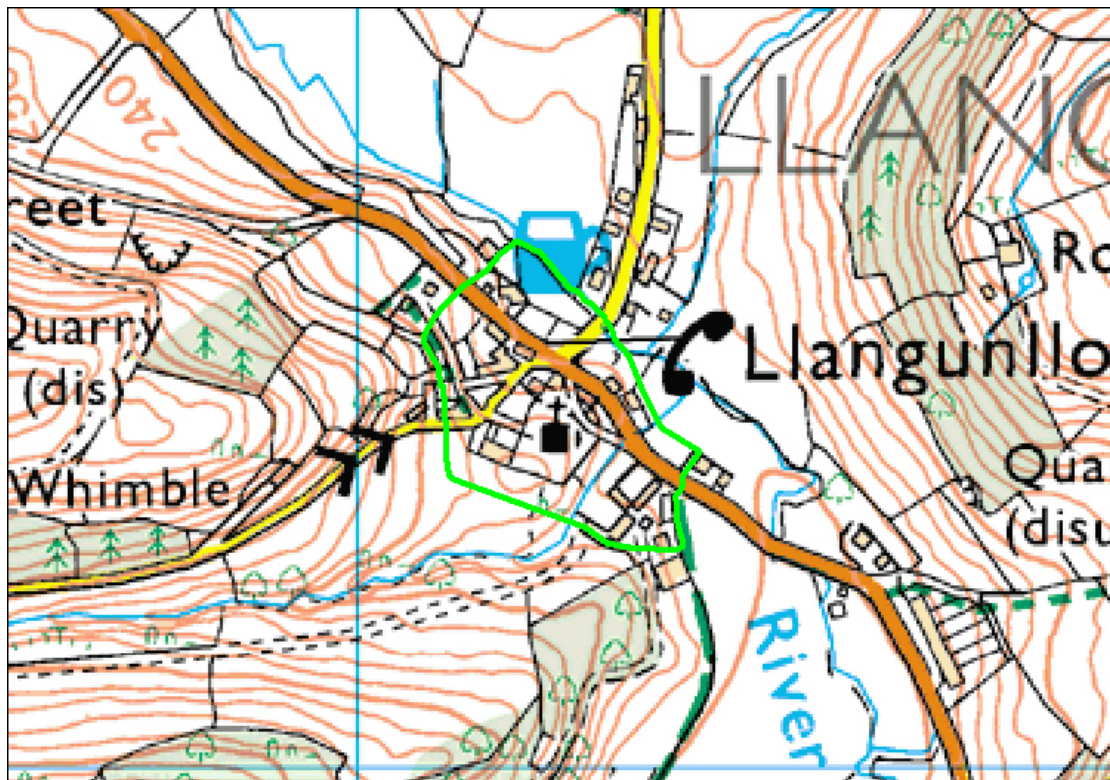 LLANG
240
reet
Ro
Quarry
(dis)
Llangunllo
Whimble
Qua
(disu
River